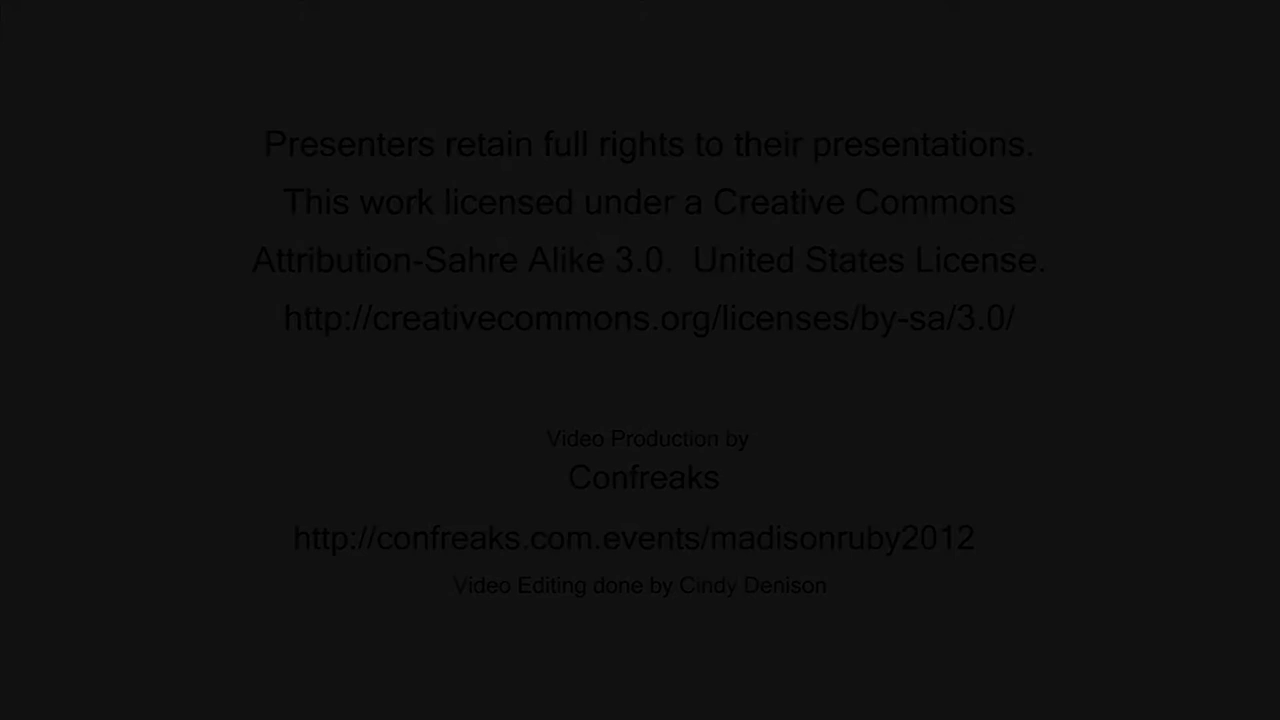 Presenters retain full rights to their presentations.
This work licensed under a Creative Commons
Attribution-Sahre Alike 3.0.  United States License.
http://creativecommons.org/licenses/by-sa/3.0/
Video Production by
Confreaks
http://confreaks.com.events/madisonruby2012
Video Editing done by Cindy Denison